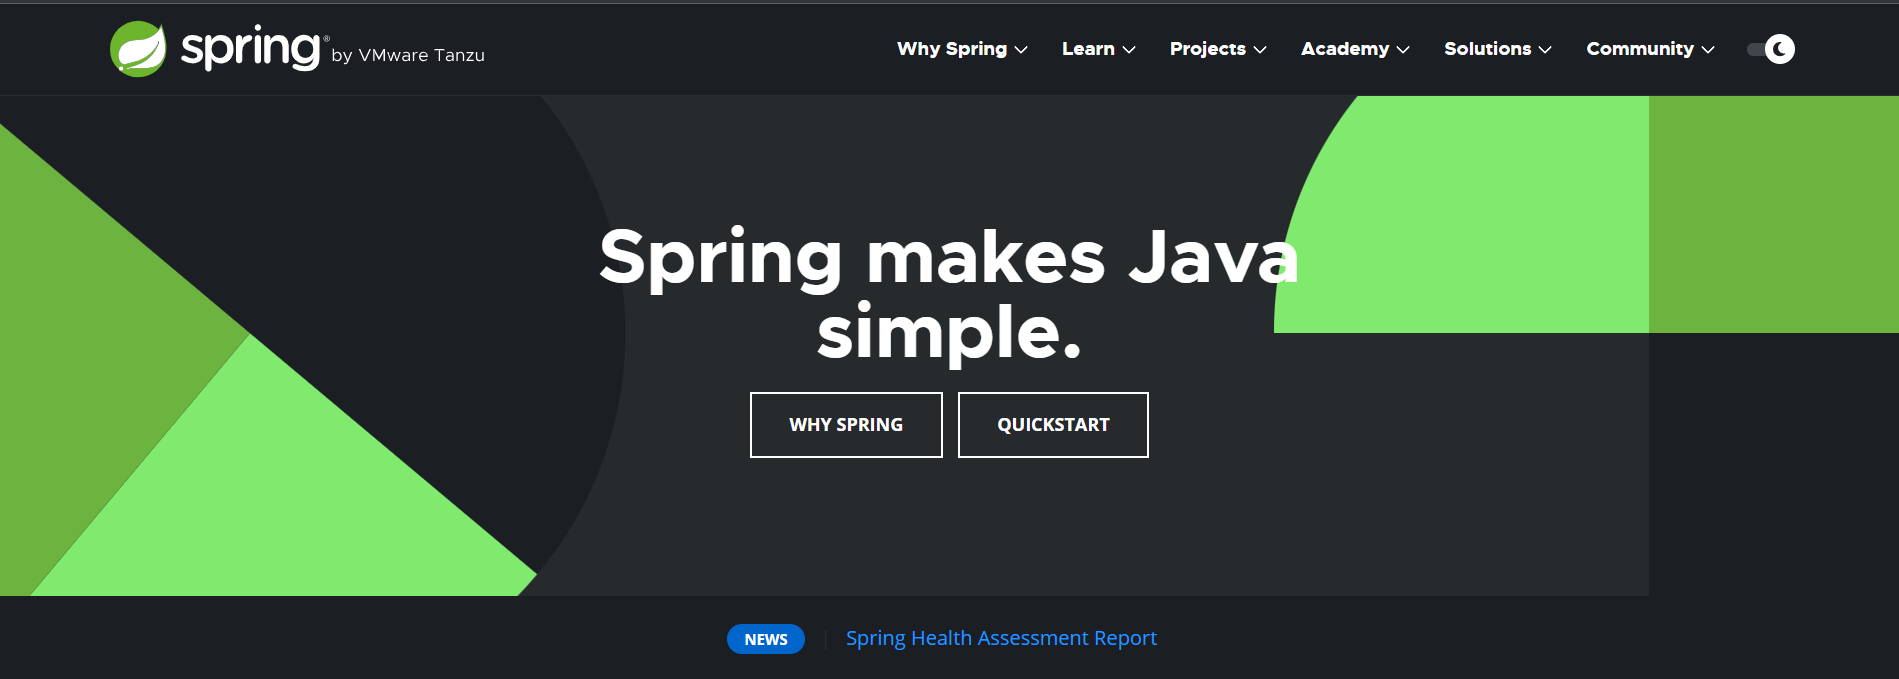 spring® by VMware Tanzu
Why Spring
Learn
Projects
Academy
Solutions
Community
Spring makes Java
simple.
WHY SPRING
QUICKSTART
NEWS
Spring Health Assessment Report